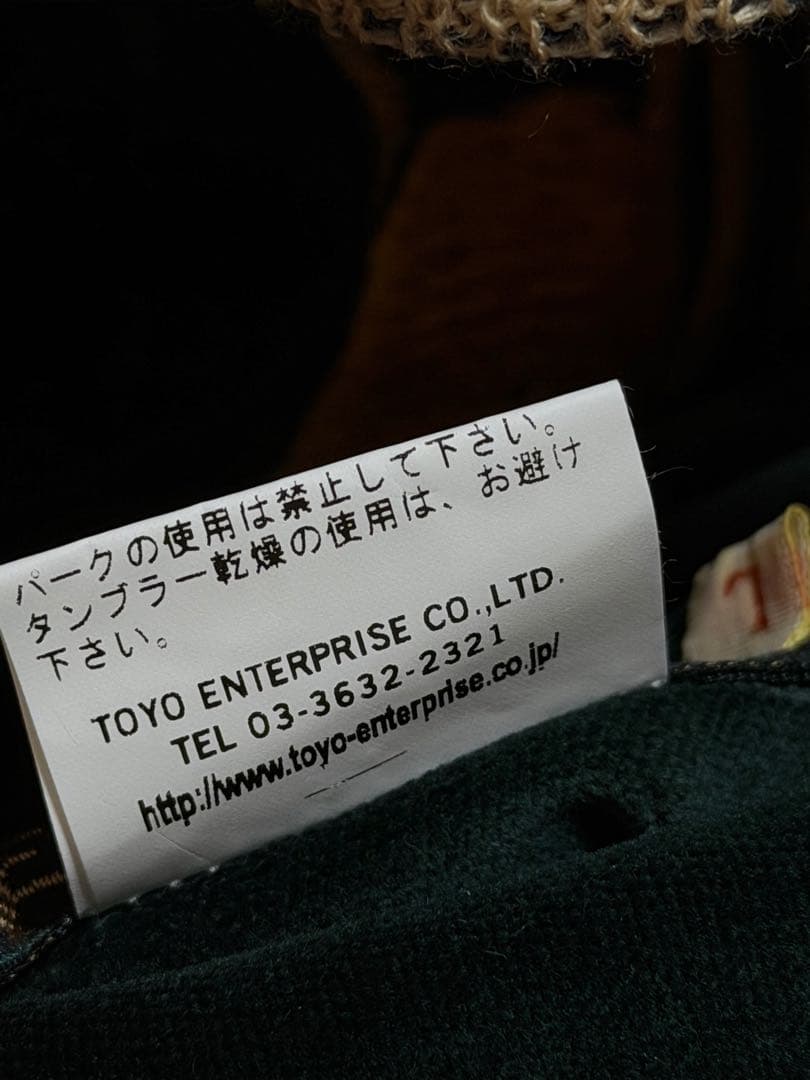 パークの使用は禁止して下さい。
タンブラー乾燥の使用は、お避け
下さい。
TOYO ENTERPRISE CO.,LTD.
TEL 03-3632-2321
http://www.toyo-enterprise.co.jp/
L